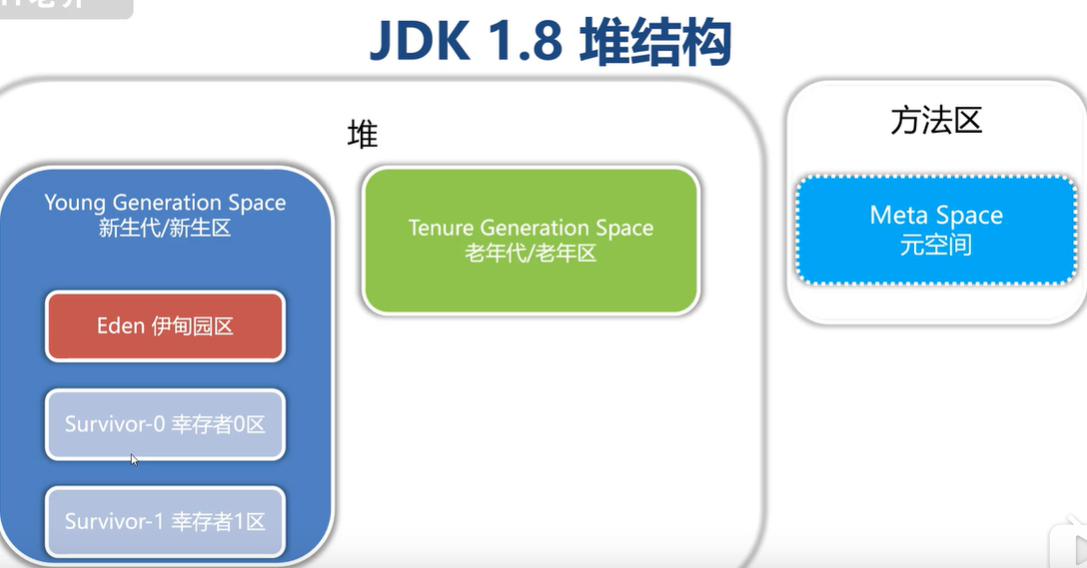 JDK 1.8 堆结构
堆
Young Generation Space
新生代/新生区
Eden 伊甸园区
Survivor-0 幸存者0区
Survivor-1 幸存者1区
Tenure Generation Space
老年代/老年区
方法区
Meta Space
元空间